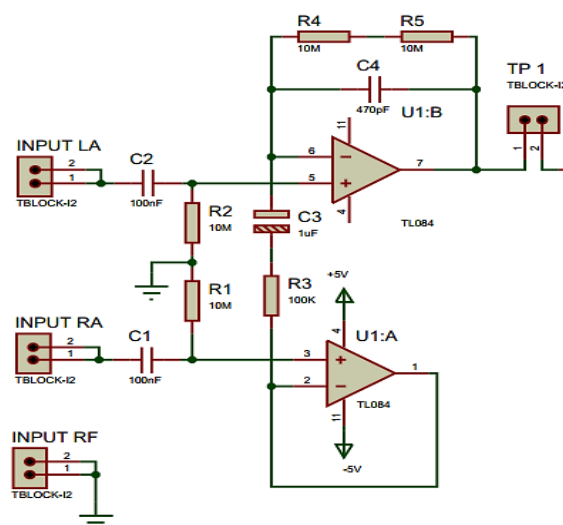 R4
10M
R5
10M
C4
470pF
TP 1
TBLOCK-I2
1
2
U1:B
11
6
5
7
4
TL084
INPUT LA
2
1
TBLOCK-I2
C2
100nF
R2
10M
C3
1uF
R3
100K
R1
10M
+5V
INPUT RA
2
1
TBLOCK-I2
C1
100nF
U1:A
4
3
2
1
11
TL084
-5V
INPUT RF
2
1
TBLOCK-I2